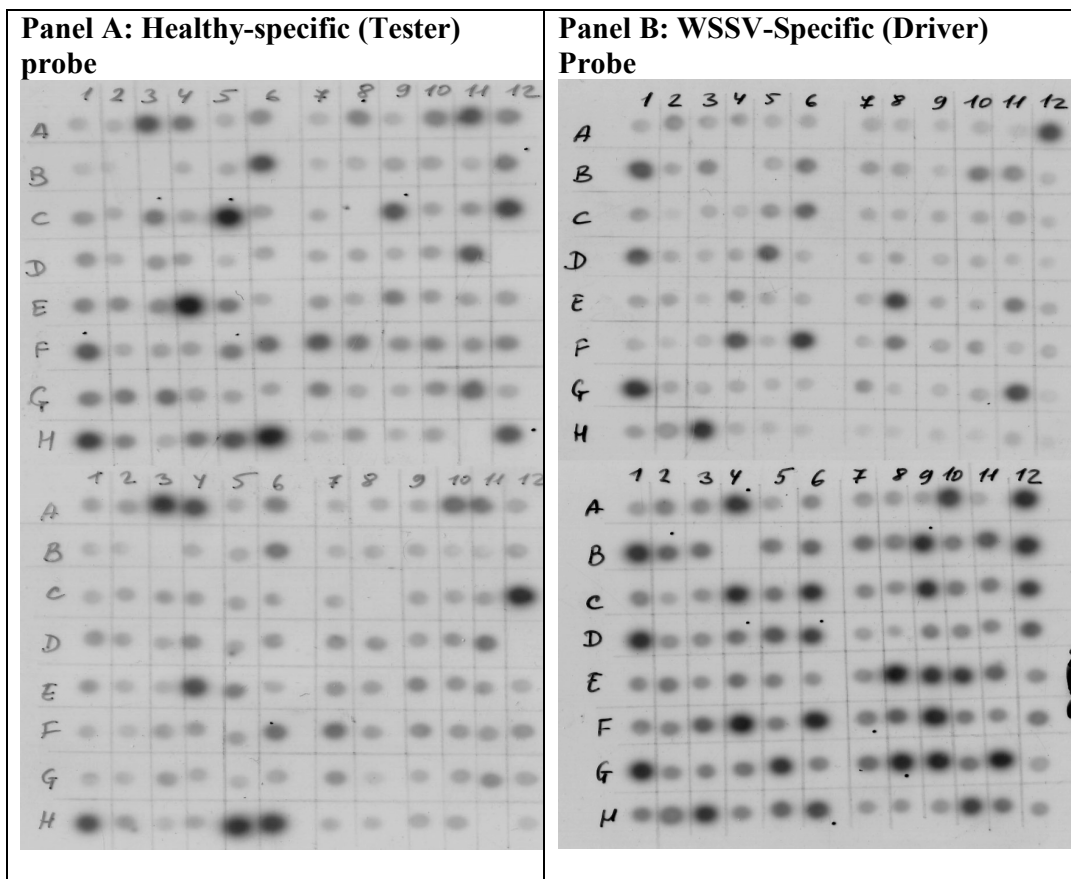 Panel A: Healthy-specific (Tester)
probe
1 2 3 4 5 6 7 8 9 10 11 12
A
B
C
D
E
F
G
H
1 2 3 4 5 6 7 8 9 10 11 12
A
B
C
D
E
F
G
H
Panel B: WSSV-Specific (Driver)
Probe
1 2 3 4 5 6 7 8 9 10 11 12
A
B
C
D
E
F
G
H
1 2 3 4 5 6 7 8 9 10 11 12
A
B
C
D
E
F
G
H